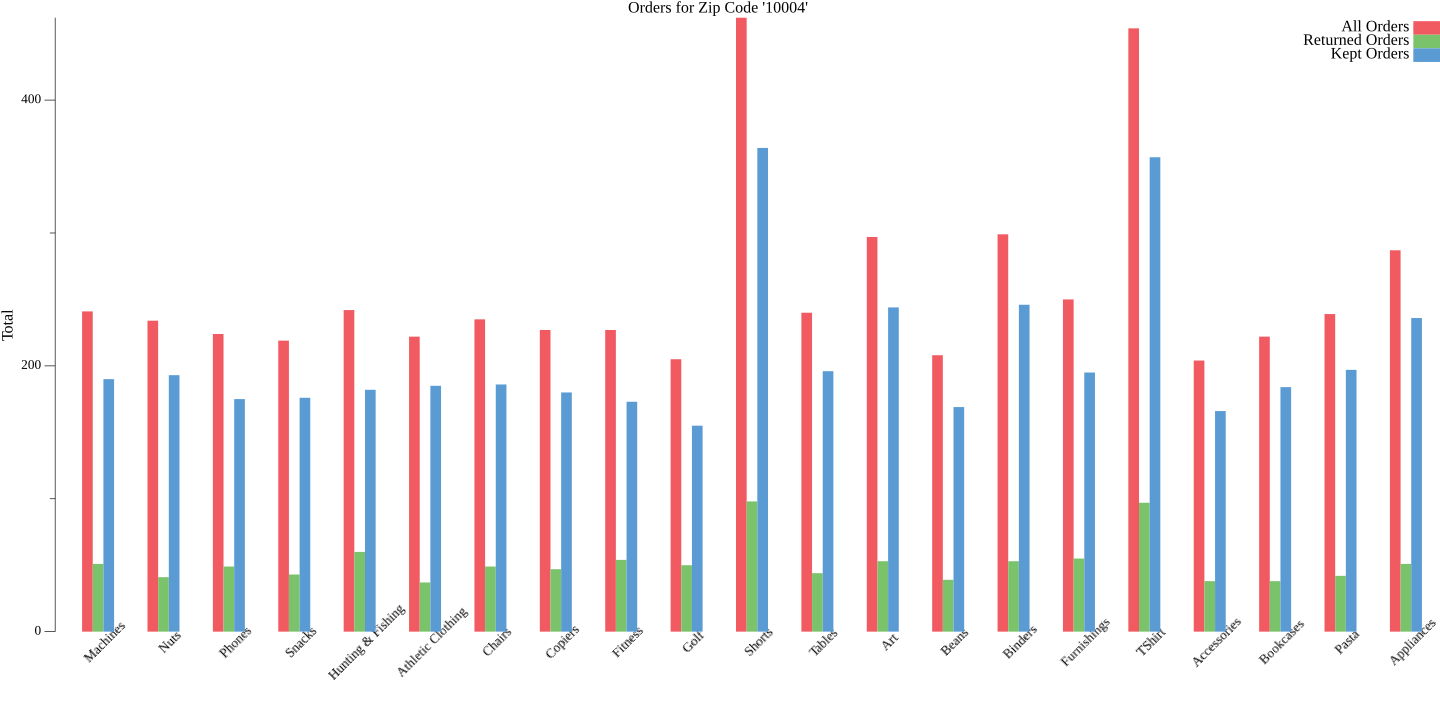 Orders for Zip Code '10004'
All Orders
Returned Orders
Kept Orders
Total
400
200
0
Machines
Nuts
Phones
Snacks
Hunting & Fishing
Athletic Clothing
Chairs
Copiers
Fitness
Golf
Shorts
Tables
Art
Beans
Binders
Furnishings
TShirt
Accessories
Bookcases
Pasta
Appliances